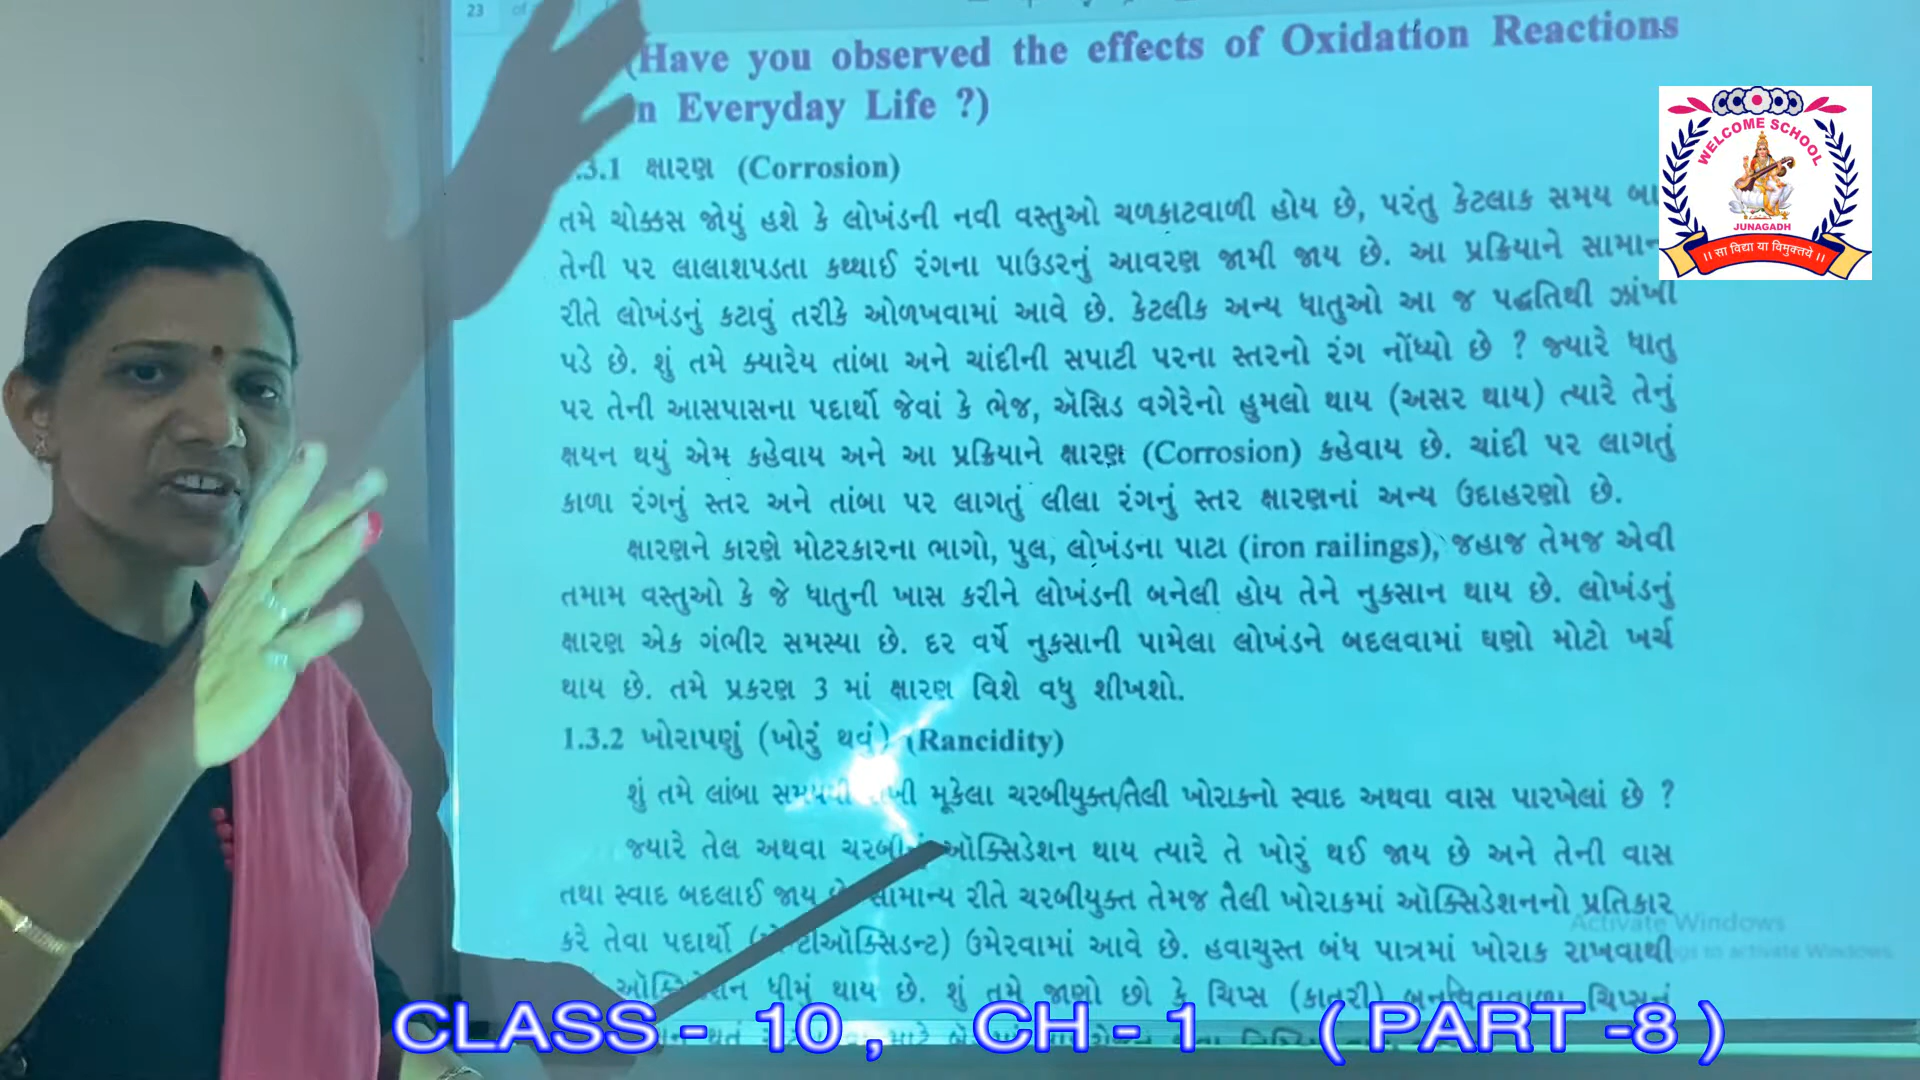 23 of
(Have you observed the effects of Oxidation Reactions
n Everyday Life ?)
.3.1 ક્ષારણ (Corrosion)
તમે ચોક્કસ જોયું હશે કે લોખંડની નવી વસ્તુઓ ચળકાટવાળી હોય છે, પરંતુ કેટલાક સમય બા
તેની પર લાલાશપડતા કથ્થાઈ રંગના પાઉડરનું આવરણ જામી જાય છે. આ પ્રક્રિયાને સામાન
રીતે લોખંડનું કટાવું તરીકે ઓળખવામાં આવે છે. કેટલીક અન્ય ધાતુઓ આ જ પદ્ધતિથી ઝાંખી
પડે છે. શું તમે ક્યારેય તાંબા અને ચાંદીની સપાટી પરના સ્તરનો રંગ નોંધ્યો છે ? જ્યારે ધાતુ
પર તેની આસપાસના પદાર્થો જેવાં કે ભેજ, ઍસિડ વગેરેનો હુમલો થાય (અસર થાય) ત્યારે તેનું
ક્ષયન થયું એમ કહેવાય અને આ પ્રક્રિયાને ક્ષારણ (Corrosion) કહેવાય છે. ચાંદી પર લાગતું
કાળા રંગનું સ્તર અને તાંબા પર લાગતું લીલા રંગનું સ્તર ક્ષારણનાં અન્ય ઉદાહરણો છે.
ક્ષારણને કારણે મોટરકારના ભાગો, પુલ, લોખંડના પાટા (iron railings), જહાજ તેમજ એવી
તમામ વસ્તુઓ કે જે ધાતુની ખાસ કરીને લોખંડની બનેલી હોય તેને નુકસાન થાય છે. લોખંડનું
ક્ષારણ એક ગંભીર સમસ્યા છે. દર વર્ષે નુકસાની પામેલા લોખંડને બદલવામાં ઘણો મોટો ખર્ચ
થાય છે. તમે પ્રકરણ 3 માં ક્ષારણ વિશે વધુ શીખશો.
1.3.2 ખોરાપણું (ખોરું થવું) (Rancidity)
શું તમે લાંબા મૂકેલા ચરબીયુક્ત/તૈલી ખોરાકનો સ્વાદ અથવા વાસ પારખેલાં છે ?
જ્યારે તેલ અથવા ઑક્સિડેશન થાય ત્યારે તે ખોરું થઈ જાય છે અને તેની વાસ
તથા સ્વાદ બદલાઈ જાય સામાન્ય રીતે ચરબીયુક્ત તેમજ તૈલી ખોરાકમાં ઑક્સિડેશનનો પ્રતિકાર
કરે તેવા પદાર્થો ઉમેરવામાં આવે છે. હવાચુસ્ત બંધ પાત્રમાં ખોરાક રાખવાથી
ધીમું થાય છે. શું તમે જાણો છો કે ચિપ્સ (કાતરી)
Activate Windows
to activate Windows.
WELCOME SCHOOL
JUNAGADH
।। सा विद्या या विमुक्तये ।।
CLASS - 10 , CH - 1 ( PART -8 )